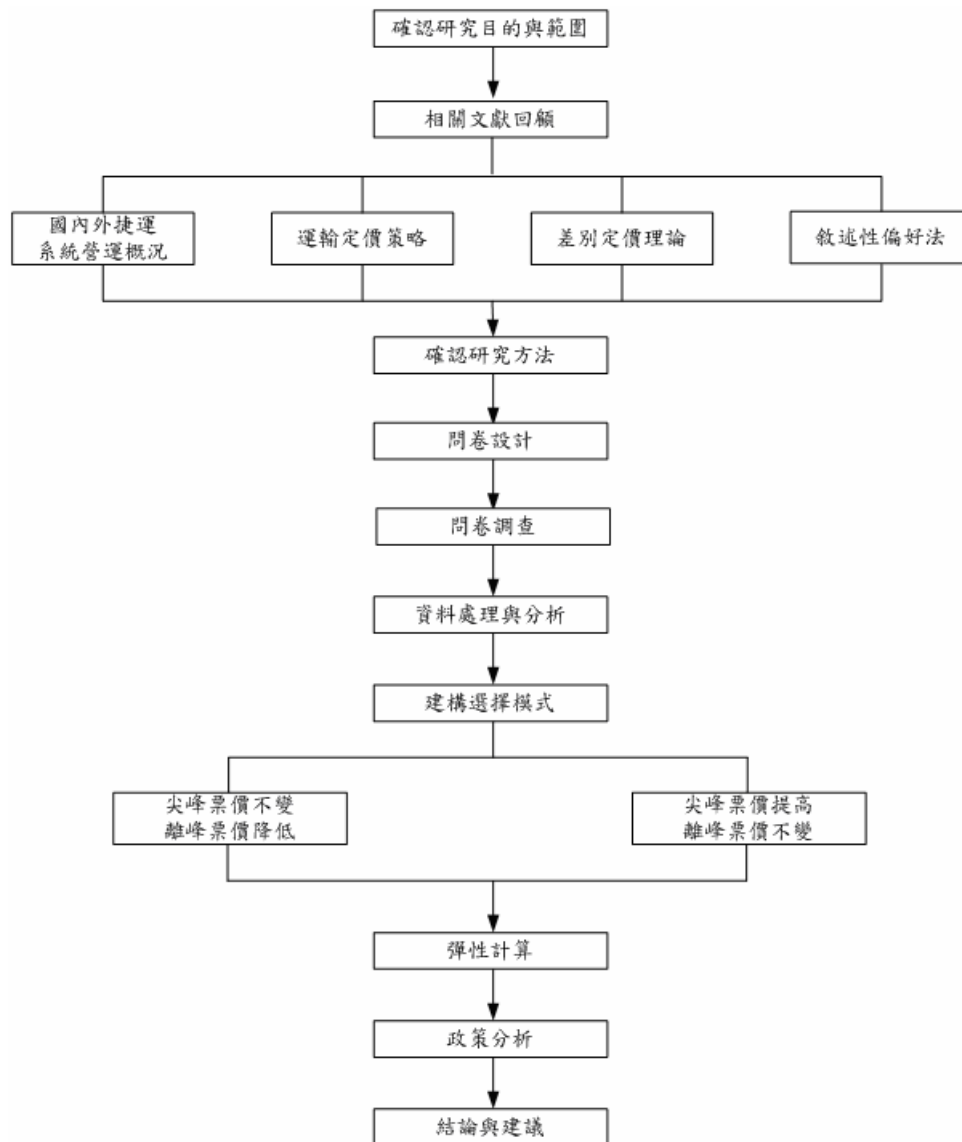 確認研究目的與範圍
相關文獻回顧
國內外捷運
系統營運概況
運輸定價策略
差別定價理論
敘述性偏好法
確認研究方法
問卷設計
問卷調查
資料處理與分析
建構選擇模式
尖峰票價不變
離峰票價降低
尖峰票價提高
離峰票價不變
彈性計算
政策分析
結論與建議